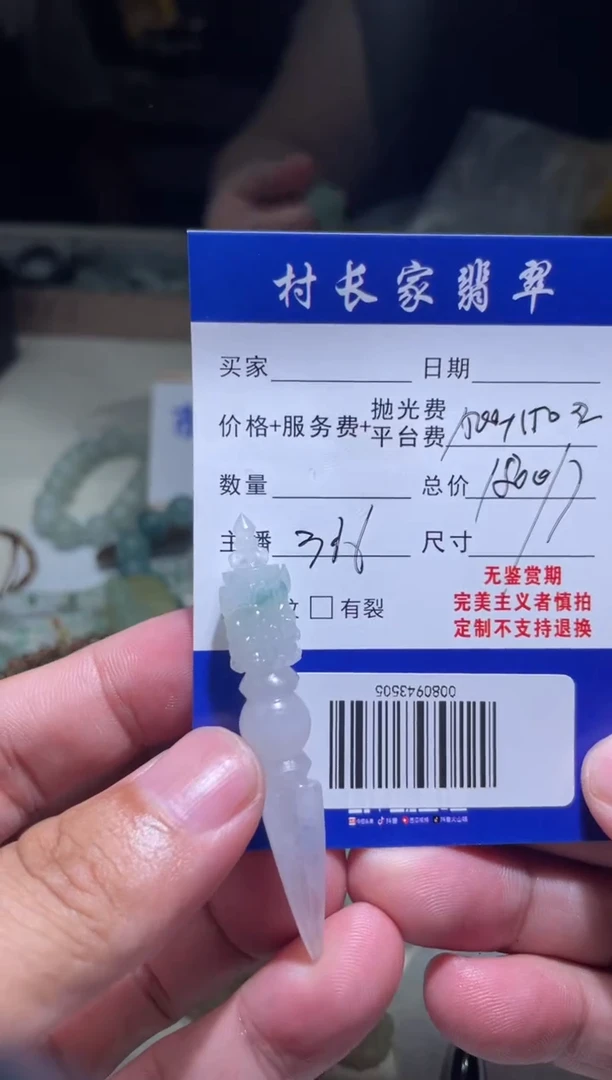 村长家翡翠
买家 日期
价格+服务费+抛光费平台费
数量 总价
主播 尺寸
无鉴赏期
完美主义者慎拍
定制不支持退换
有裂
0080943505